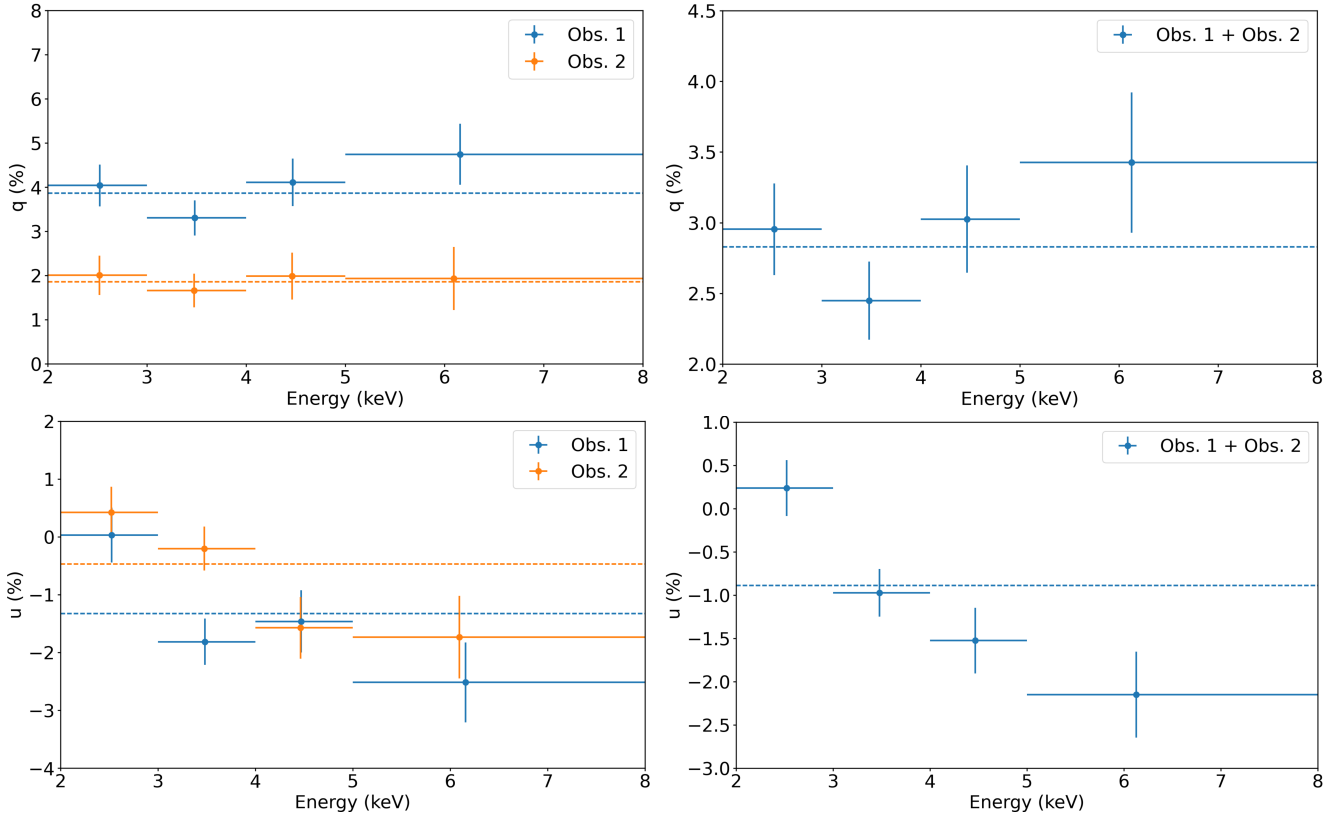 8
7
6
5
4
3
2
1
0
q (%)
2 3 4 5 6 7 8
Energy (keV)
Obs. 1
Obs. 2
4.5
4.0
3.5
3.0
2.5
2.0
q (%)
2 3 4 5 6 7 8
Energy (keV)
Obs. 1 + Obs. 2
2
1
0
−1
−2
−3
−4
u (%)
2 3 4 5 6 7 8
Energy (keV)
Obs. 1
Obs. 2
1.0
0.5
0.0
−0.5
−1.0
−1.5
−2.0
−2.5
−3.0
u (%)
2 3 4 5 6 7 8
Energy (keV)
Obs. 1 + Obs. 2